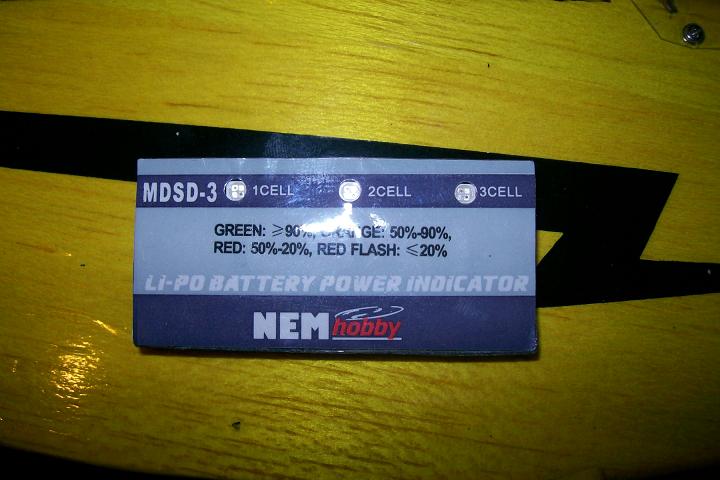 MDSD-3 1CELL 2CELL 3CELL
GREEN: ≥90%, ORANGE: 50%-90%,
RED: 50%-20%, RED FLASH: ≤20%
Li-PO BATTERY POWER INDICATOR
NEM hobby